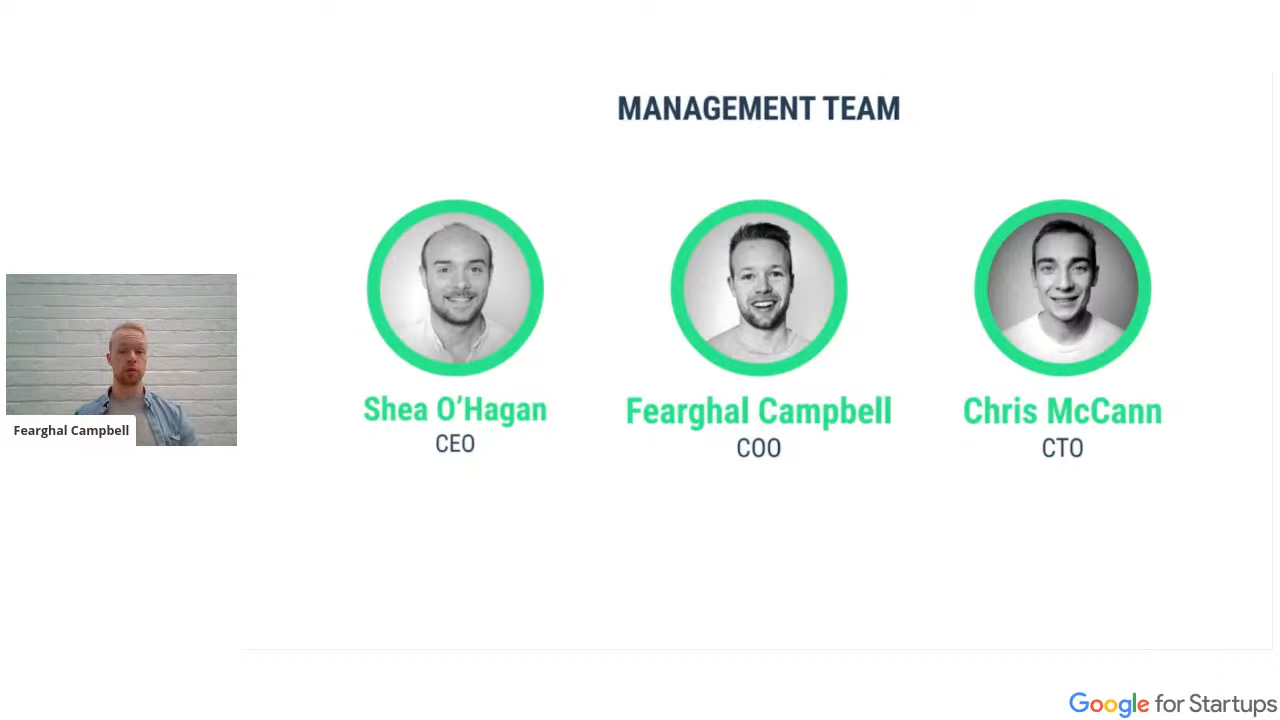 MANAGEMENT TEAM
Shea O’Hagan
CEO
Fearghal Campbell
COO
Chris McCann
CTO
Fearghal Campbell
Google for Startups